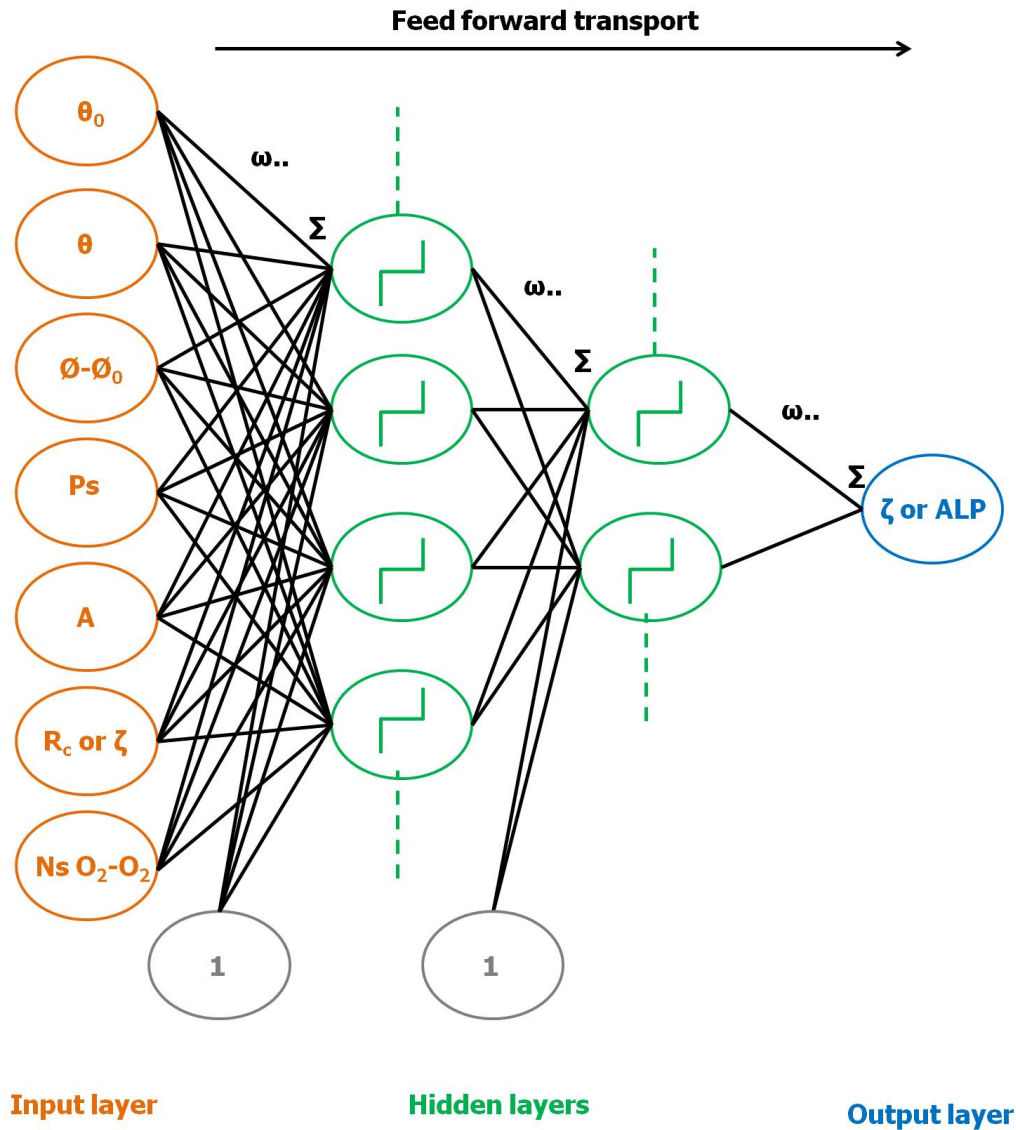 Feed forward transport
θ₀
ω..
Σ
θ
ω..
Σ
Ø-Ø₀
ω..
Σ
Ps
ζ or ALP
A
R꜀ or ζ
Ns O₂-O₂
1
1
Input layer
Hidden layers
Output layer